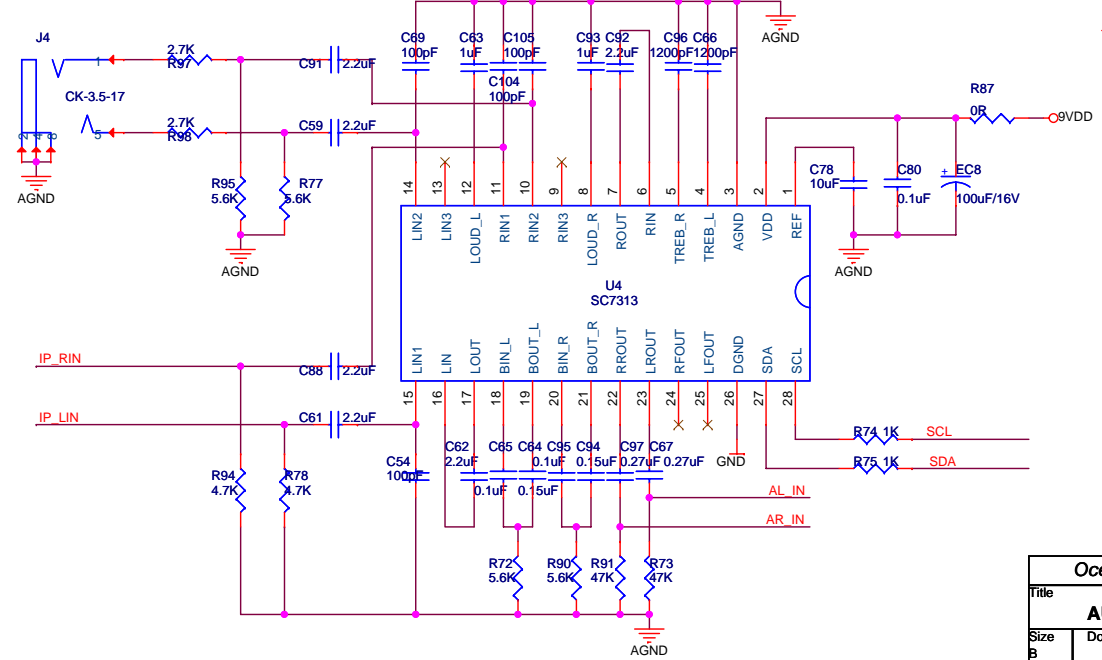 J4
CK-3.5-17
1
5
2 4 3
AGND
2.7K
R97
2.7K
R98
C91 2.2uF
C59 2.2uF
R95
5.6K
R77
5.6K
AGND
C69
100pF
C63
1uF
C105
100pF
C104
100pF
C93
1uF
C92
2.2uF
C96
1200pF
C66
1200pF
AGND
R87
0R
9VDD
C78
10uF
C80
0.1uF
+
EC8
100uF/16V
AGND
14 13 12 11 10 9 8 7 6 5 4 3 2 1
LIN2 LIN3 LOUD_L RIN1 RIN2 RIN3 LOUD_R ROUT RIN TREB_R TREB_L AGND VDD REF
U4
SC7313
LIN1 LIN LOUT BIN_L BOUT_L BIN_R BOUT_R RROUT LROUT RFOUT LFOUT DGND SDA SCL
15 16 17 18 19 20 21 22 23 24 25 26 27 28
IP_RIN
C88 2.2uF
IP_LIN
C61 2.2uF
R94
4.7K
R78
4.7K
C54
100pF
C62
2.2uF
C65
0.1uF
C64
0.15uF
C95
0.1uF
C94
0.15uF
C97
0.27uF
C67
0.27uF
GND
R74 1K
SCL
R75 1K
SDA
AL_IN
AR_IN
R72
5.6K
R90
5.6K
R91
47K
R73
47K
AGND
Title
Size
B